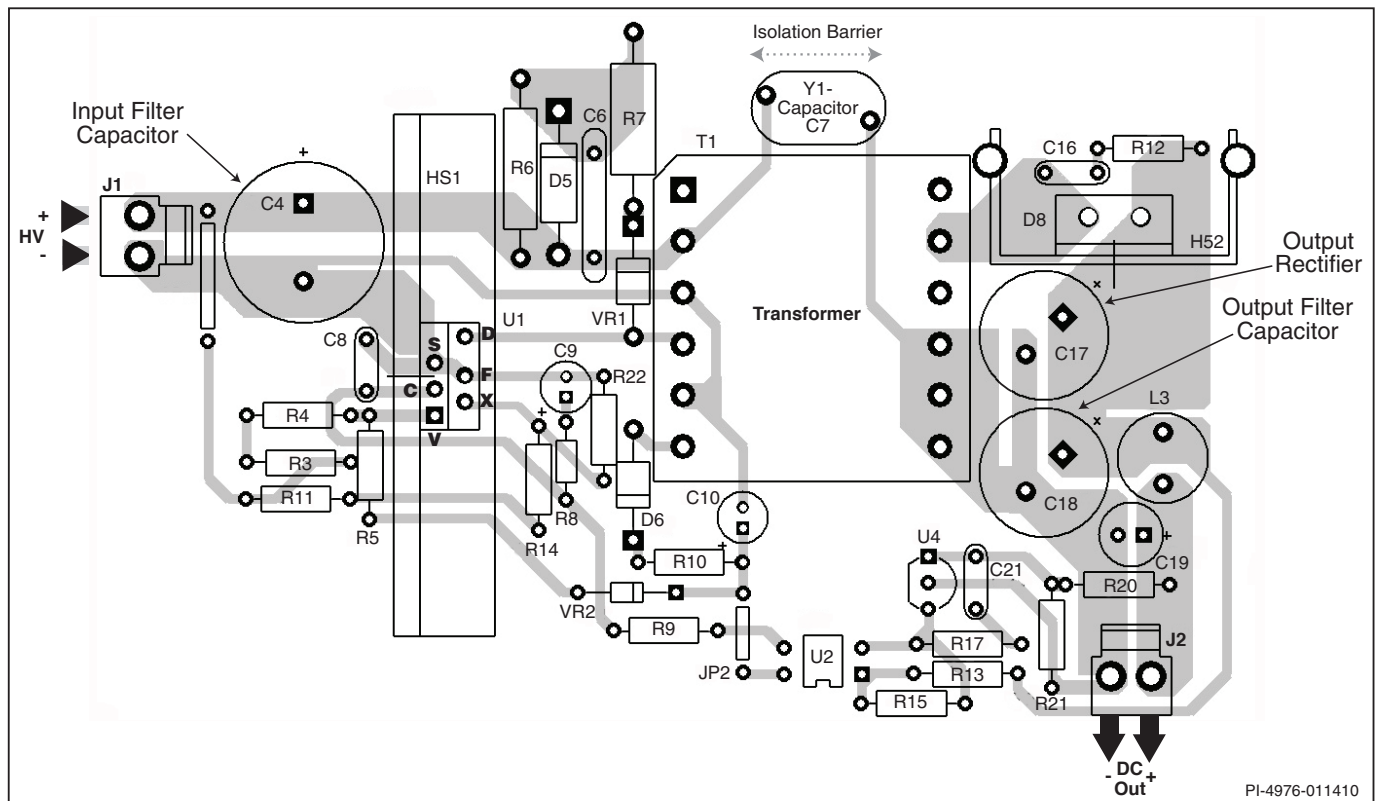 Isolation Barrier
Y1-
Capacitor
C7
Input Filter
Capacitor
+
J1
+
HV
-
C4
HS1
R6
D5
C6
R7
T1
C16
R12
D8
H52
Output
Rectifier
Output Filter
Capacitor
Transformer
VR1
U1
D
S
F
C
X
V
C8
C9
R22
+
R4
R3
R11
R5
R14
R8
D6
C10
+
R10
VR2
R9
JP2
U2
U4
C21
R17
R13
R15
R21
R20
x
C17
x
C18
L3
C19
+
J2
- DC +
Out
PI-4976-011410